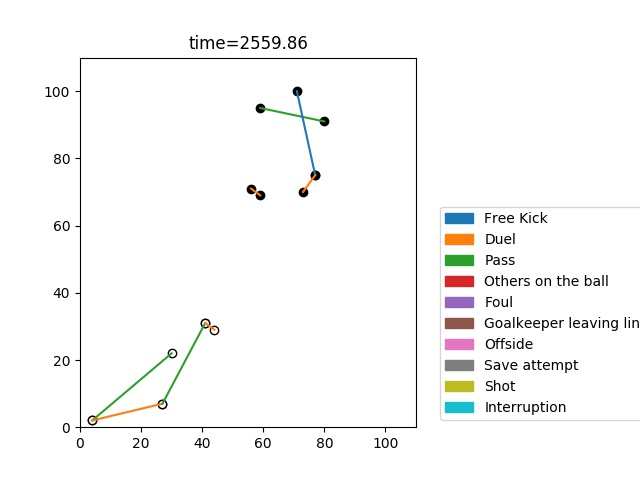 time=2559.86
100
80
60
40
20
0
0 20 40 60 80 100
Free Kick
Duel
Pass
Others on the ball
Foul
Goalkeeper leaving lin
Offside
Save attempt
Shot
Interruption